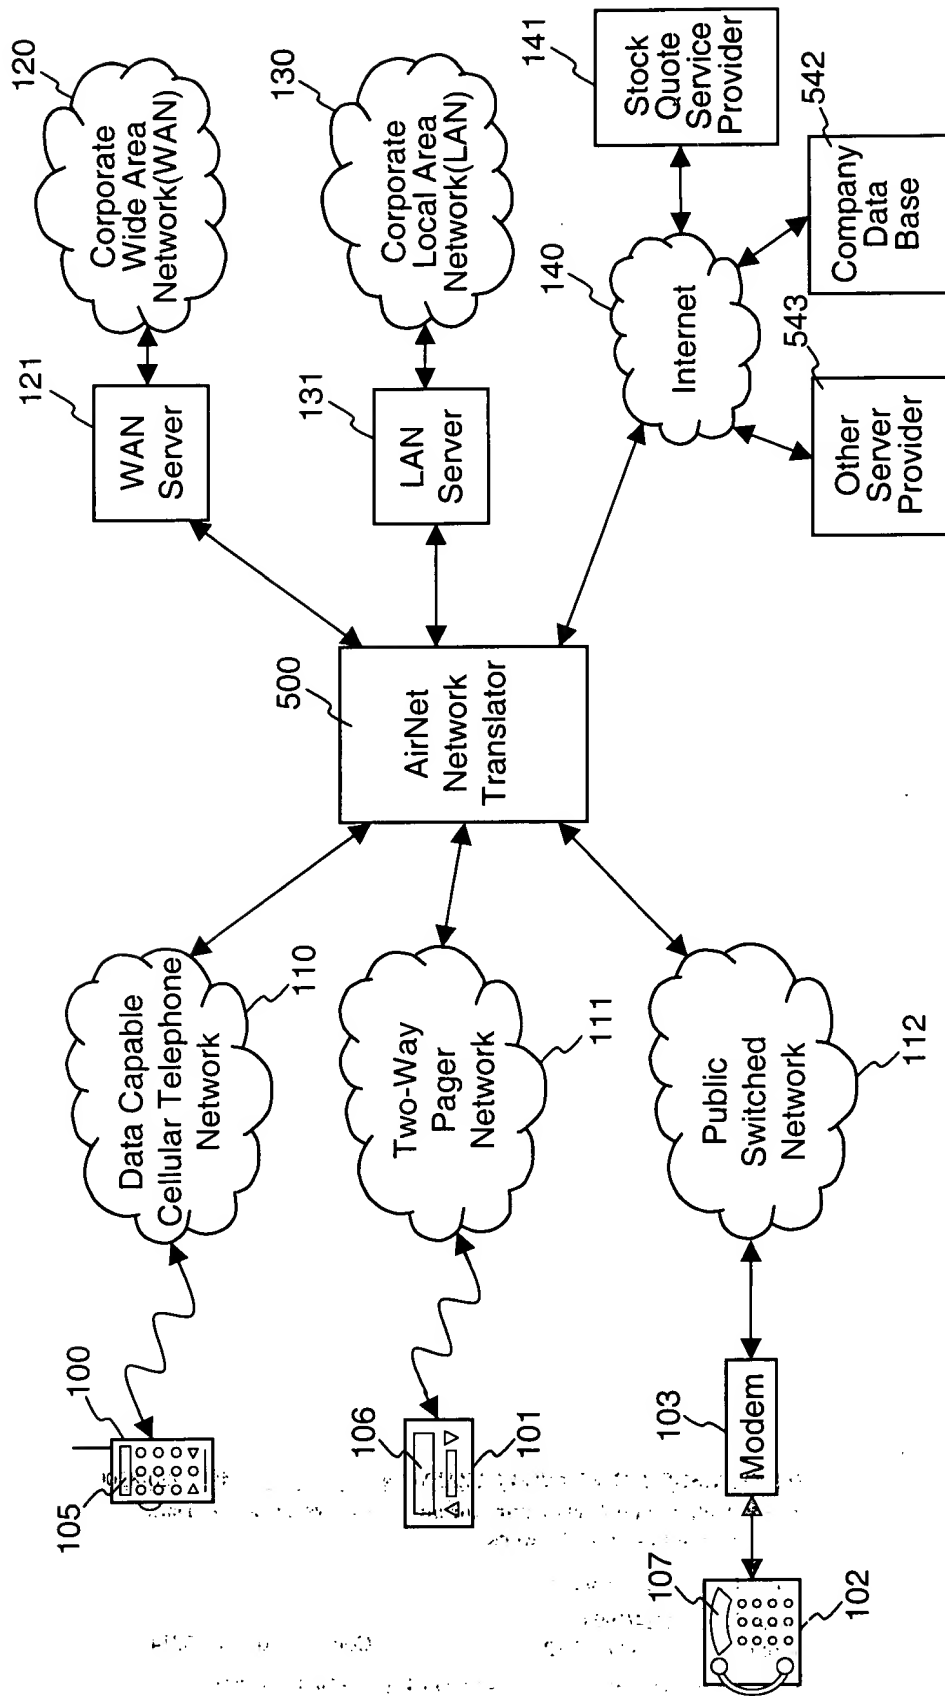 100
105
Data Capable
Cellular Telephone
Network
110
106
101
Two-Way
Pager
Network
111
107
102
103
Modem
Public
Switched
Network
112
500
AirNet
Network
Translator
121
WAN
Server
120
Corporate
Wide Area
Network(WAN)
131
LAN
Server
130
Corporate
Local Area
Network(LAN)
140
Internet
141
Stock
Quote
Service
Provider
542
Company
Data
Base
543
Other
Server
Provider